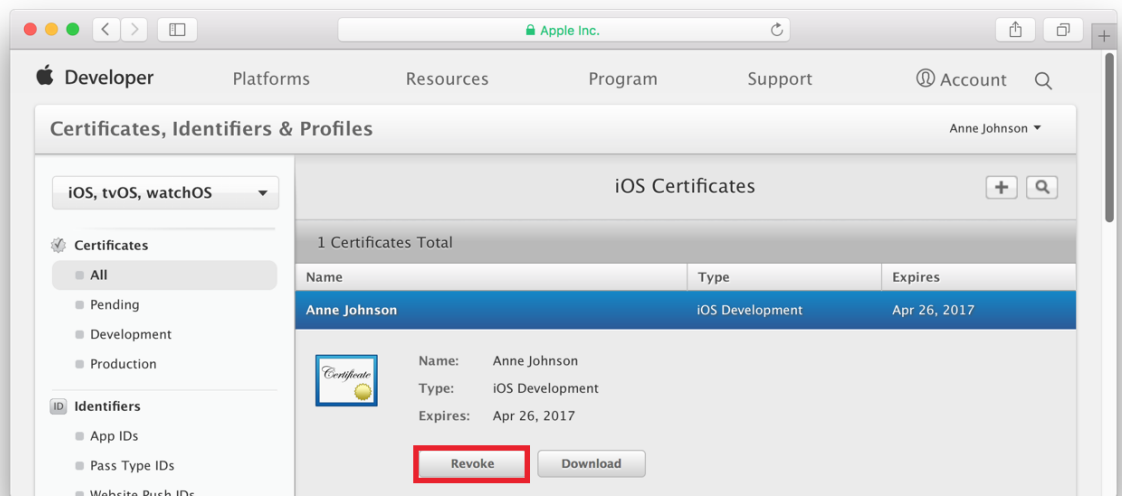 Apple Inc.
Developer Platforms Resources Program Support Account
Certificates, Identifiers & Profiles
Anne Johnson
iOS, tvOS, watchOS
Certificates
All
Pending
Development
Production
ID Identifiers
App IDs
Pass Type IDs
Website Push IDs
iOS Certificates
1 Certificates Total
Name Type Expires
Anne Johnson iOS Development Apr 26, 2017
Certificate
Name: Anne Johnson
Type: iOS Development
Expires: Apr 26, 2017
Revoke Download